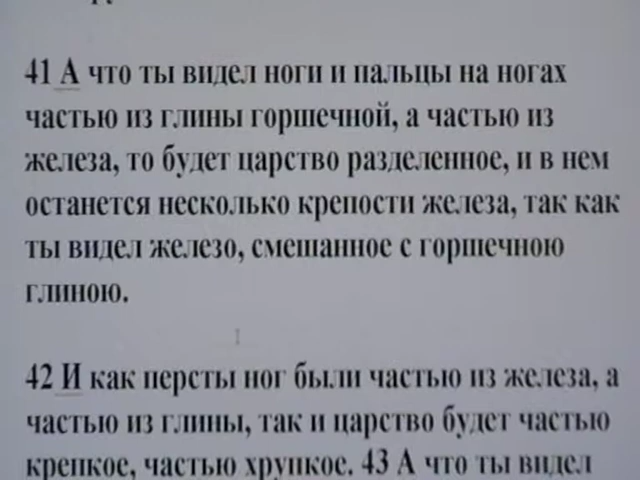 41 А что ты видел ноги и пальцы на ногах
частью из глины горшечной, а частью из
железа, то будет царство разделенное, и в нем
останется несколько крепости железа, так как
ты видел железо, смешанное с горшечною
глиною.
42 И как персты ног были частью из железа, а
частью из глины, так и царство будет частью
крепкое, частью хрупкое. 43 А что ты видел